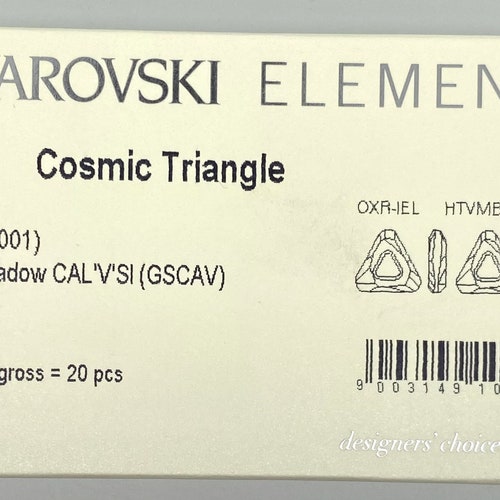 AROVSKI ELEMEN
Cosmic Triangle
OXR-IEL HTVMB
001)
adow CAL'V'SI (GSCAV)
gross = 20 pcs
9 003149 10
designers' choice